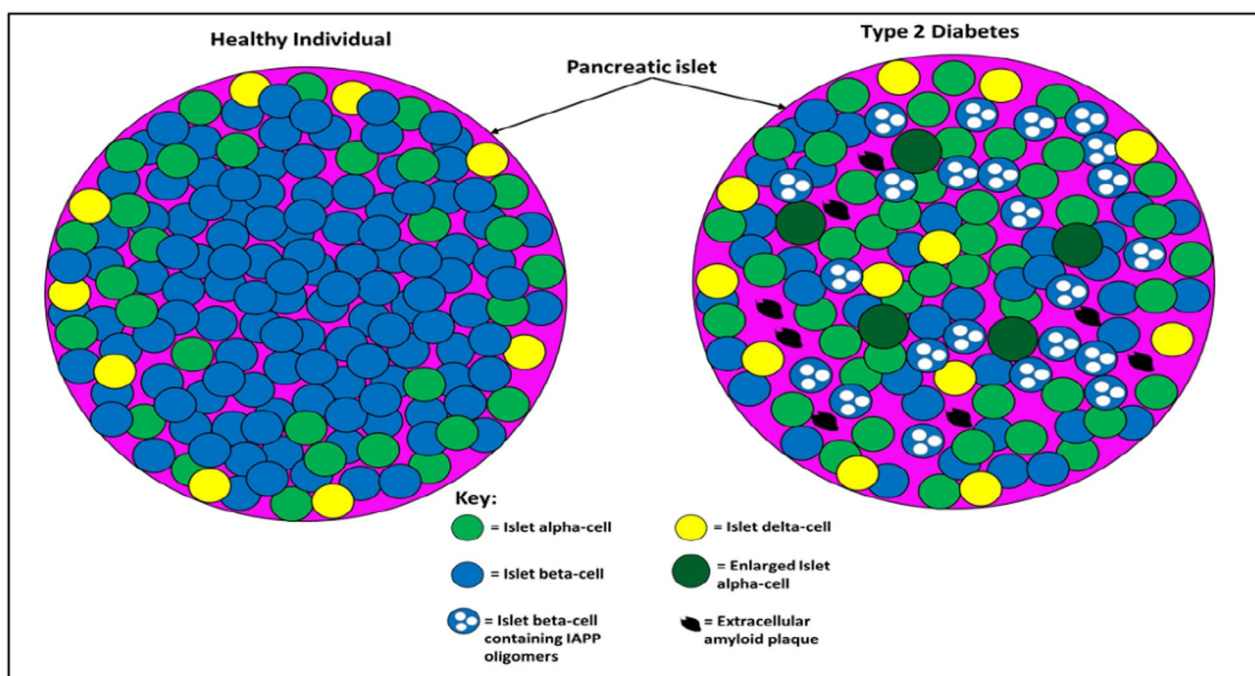 Healthy Individual
Type 2 Diabetes
Pancreatic islet
Key:
= Islet alpha-cell
= Islet delta-cell
= Islet beta-cell
= Enlarged Islet
alpha-cell
= Islet beta-cell
containing IAPP
oligomers
= Extracellular
amyloid plaque